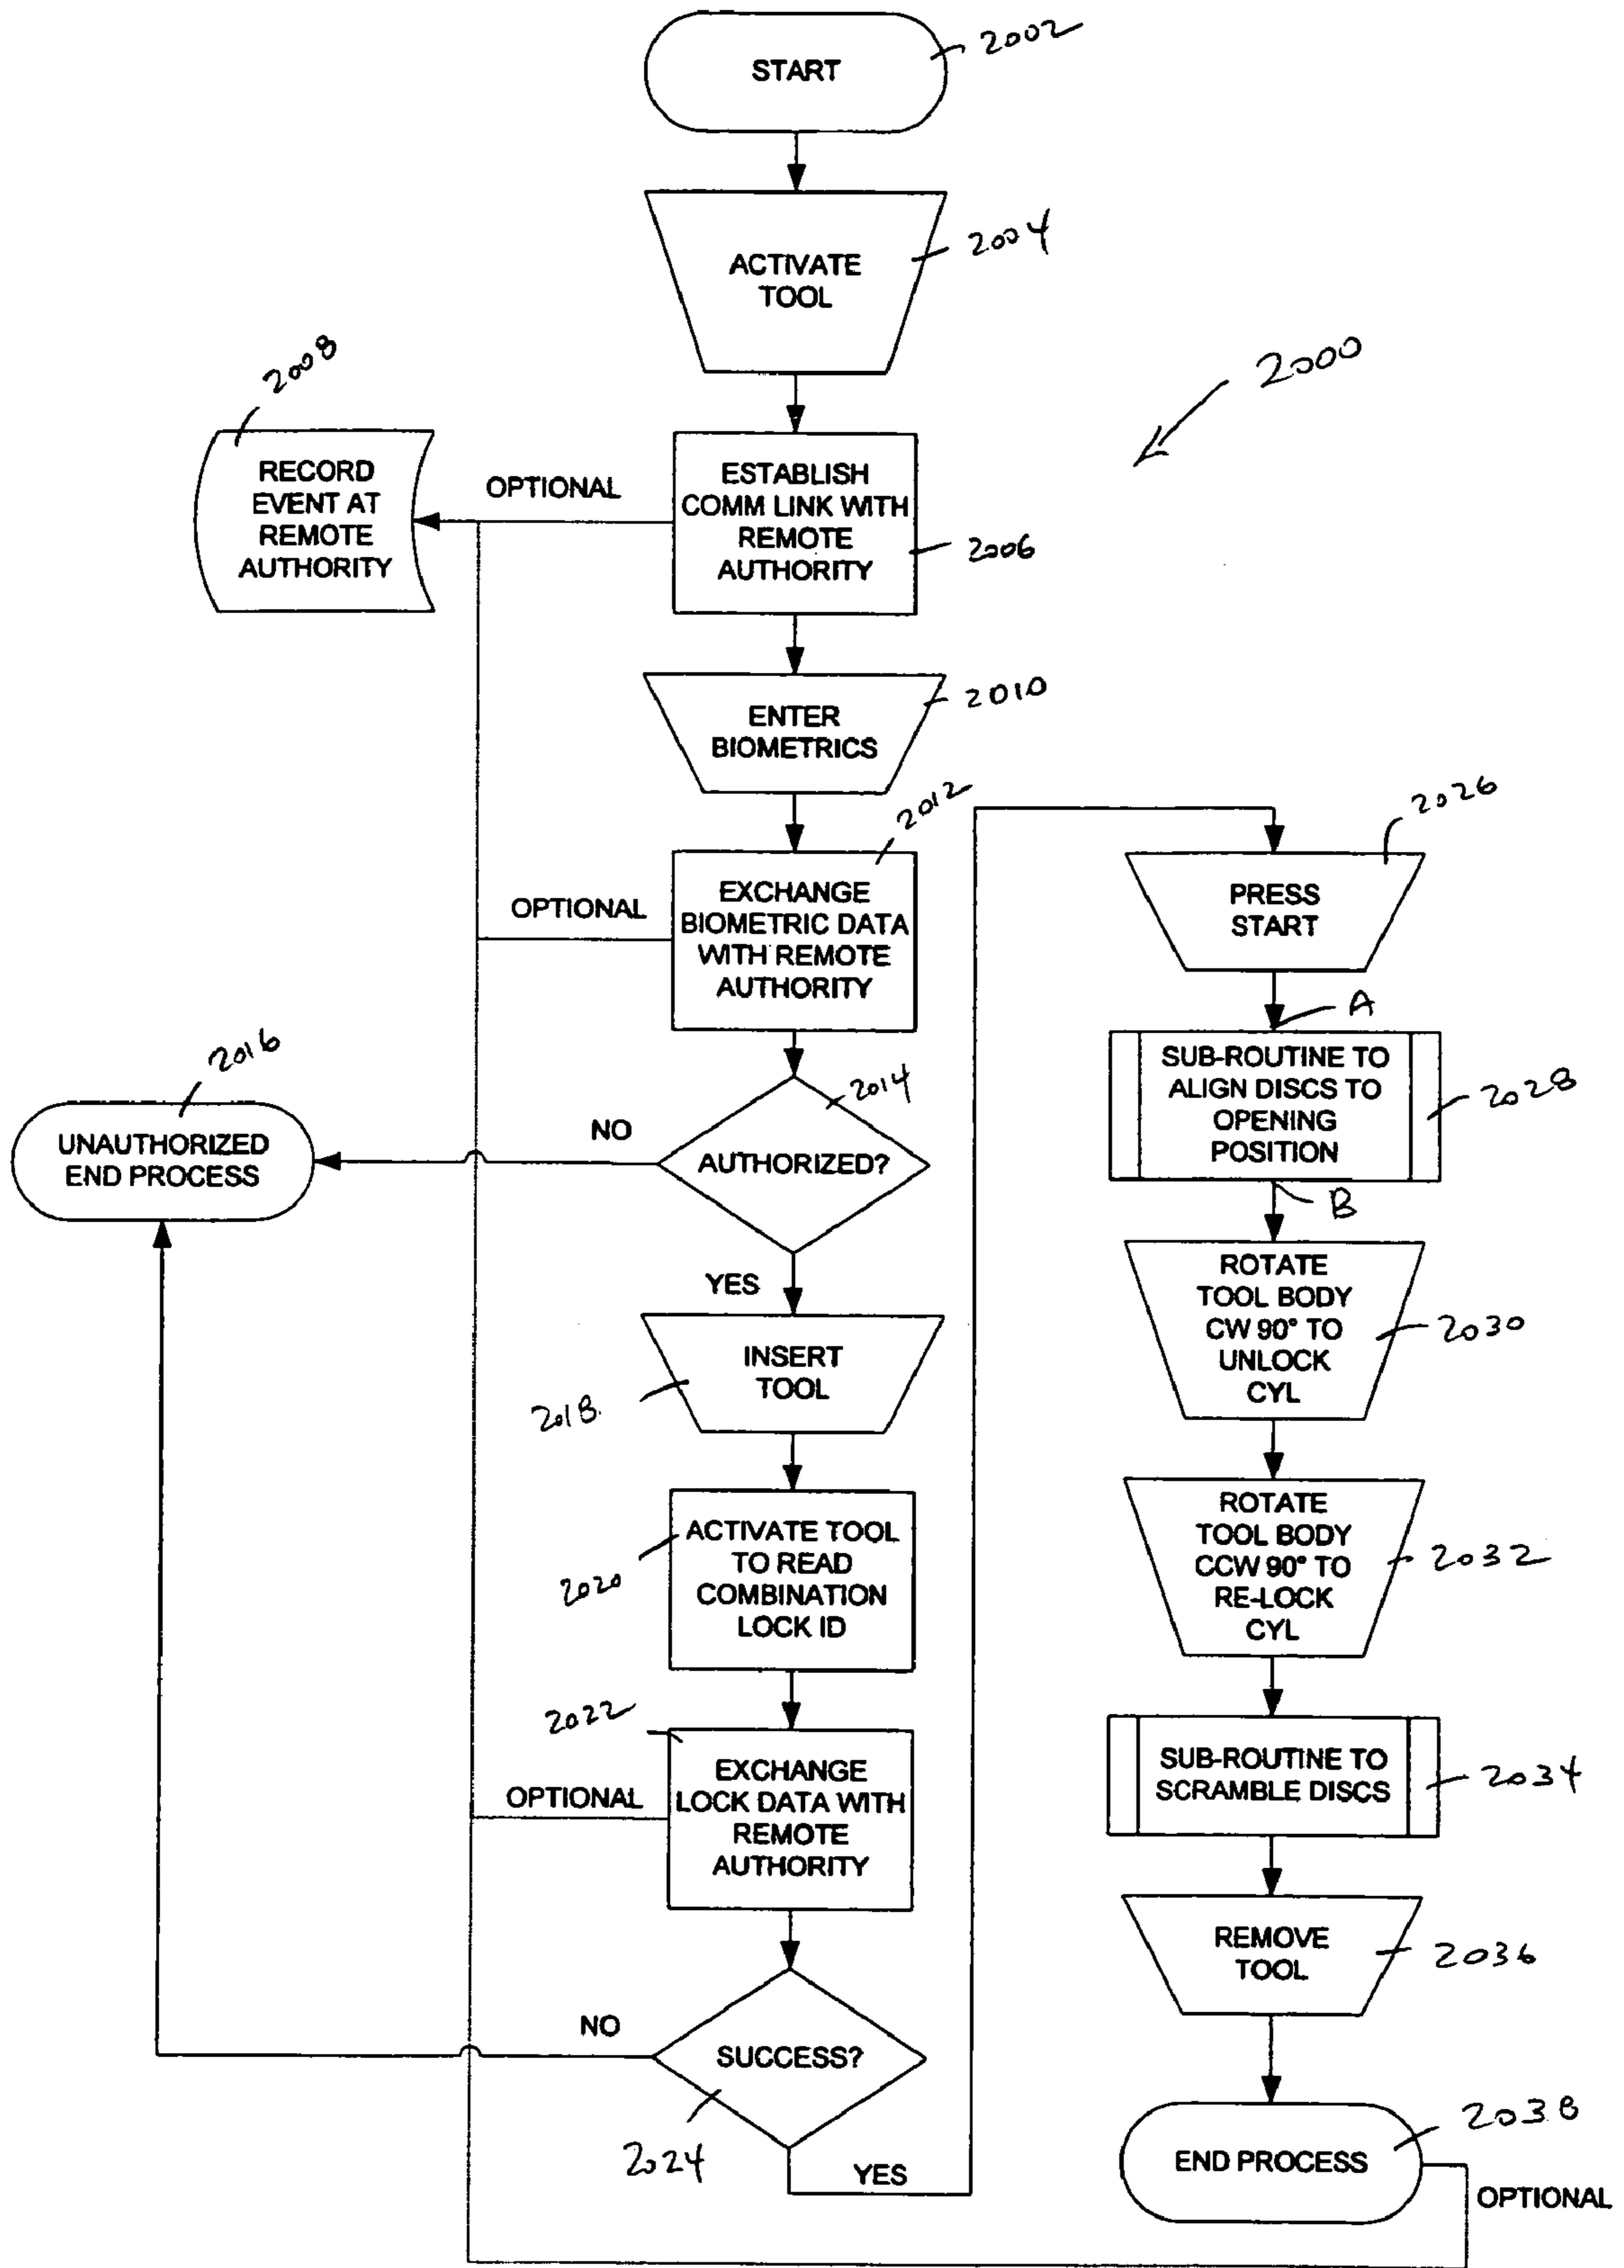 START
2002
ACTIVATE
TOOL
2004
2000
2008
RECORD
EVENT AT
REMOTE
AUTHORITY
OPTIONAL
ESTABLISH
COMM LINK WITH
REMOTE
AUTHORITY
2006
ENTER
BIOMETRICS
2010
2012
OPTIONAL
EXCHANGE
BIOMETRIC DATA
WITH REMOTE
AUTHORITY
2014
AUTHORIZED?
NO
2016
UNAUTHORIZED
END PROCESS
YES
INSERT
TOOL
2018
ACTIVATE TOOL
TO READ
COMBINATION
LOCK ID
2020
2022
OPTIONAL
EXCHANGE
LOCK DATA WITH
REMOTE
AUTHORITY
NO
SUCCESS?
2024
YES
2026
PRESS
START
A
SUB-ROUTINE TO
ALIGN DISCS TO
OPENING
POSITION
2028
B
ROTATE
TOOL BODY
CW 90° TO
UNLOCK
CYL
2030
ROTATE
TOOL BODY
CCW 90° TO
RE-LOCK
CYL
2032
SUB-ROUTINE TO
SCRAMBLE DISCS
2034
REMOVE
TOOL
2036
END PROCESS
2038
OPTIONAL